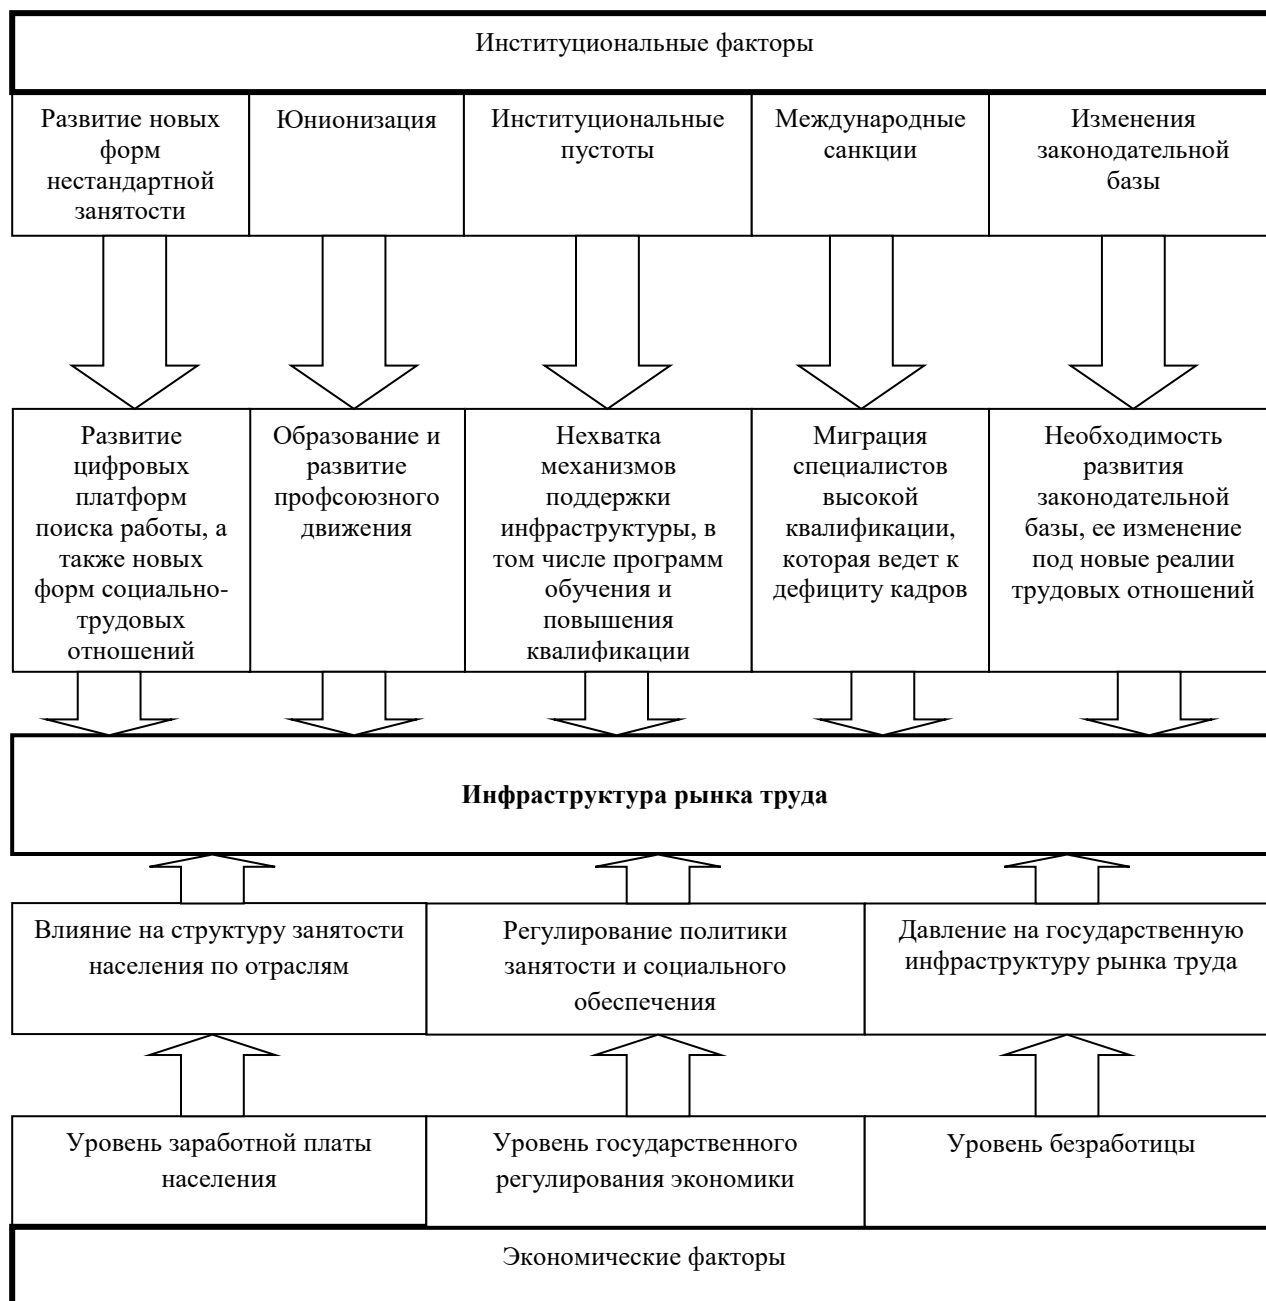 Институциональные факторы
Развитие новых
форм
нестандартной
занятости
Юнионизация
Институциональные
пустоты
Международные
санкции
Изменения
законодательной
базы
Развитие
цифровых
платформ
поиска работы, а
также новых
форм социально-
трудовых
отношений
Образование и
развитие
профсоюзного
движения
Нехватка
механизмов
поддержки
инфраструктуры, в
том числе программ
обучения и
повышения
квалификации
Миграция
специалистов
высокой
квалификации,
которая ведет к
дефициту кадров
Необходимость
развития
законодательной
базы, ее изменение
под новые реалии
трудовых отношений
Инфраструктура рынка труда
Влияние на структуру занятости
населения по отраслям
Регулирование политики
занятости и социального
обеспечения
Давление на государственную
инфраструктуру рынка труда
Уровень заработной платы
населения
Уровень государственного
регулирования экономики
Уровень безработицы
Экономические факторы